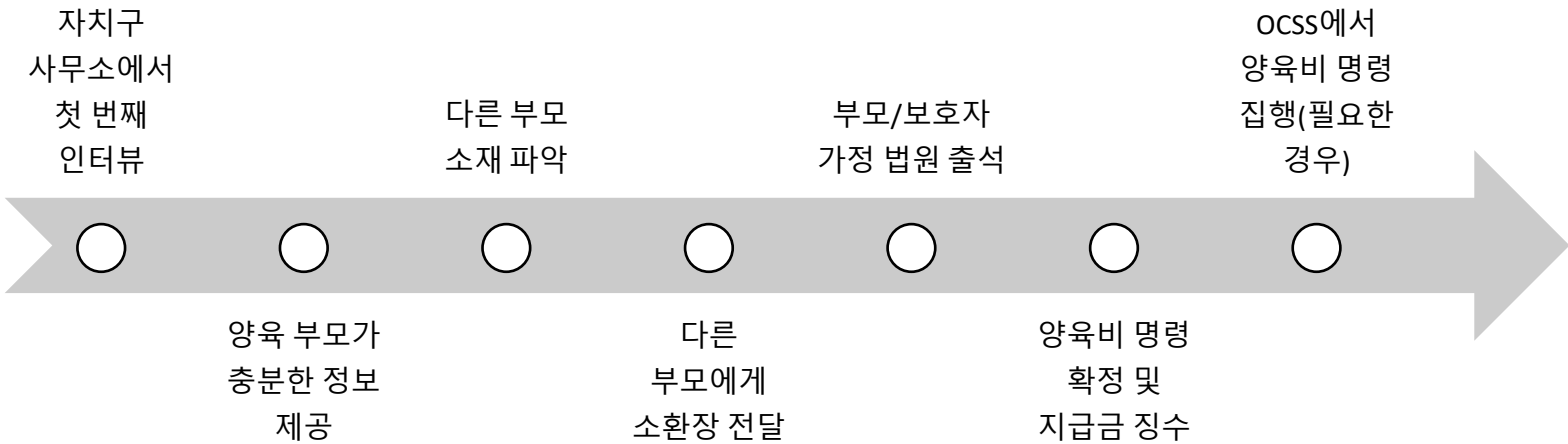 자치구
사무소에서
첫 번째
인터뷰
양육 부모가
충분한 정보
제공
다른 부모
소재 파악
다른
부모에게
소환장 전달
부모/보호자
가정 법원 출석
양육비 명령
확정 및
지급금 징수
OCSS에서
양육비 명령
집행(필요한
경우)